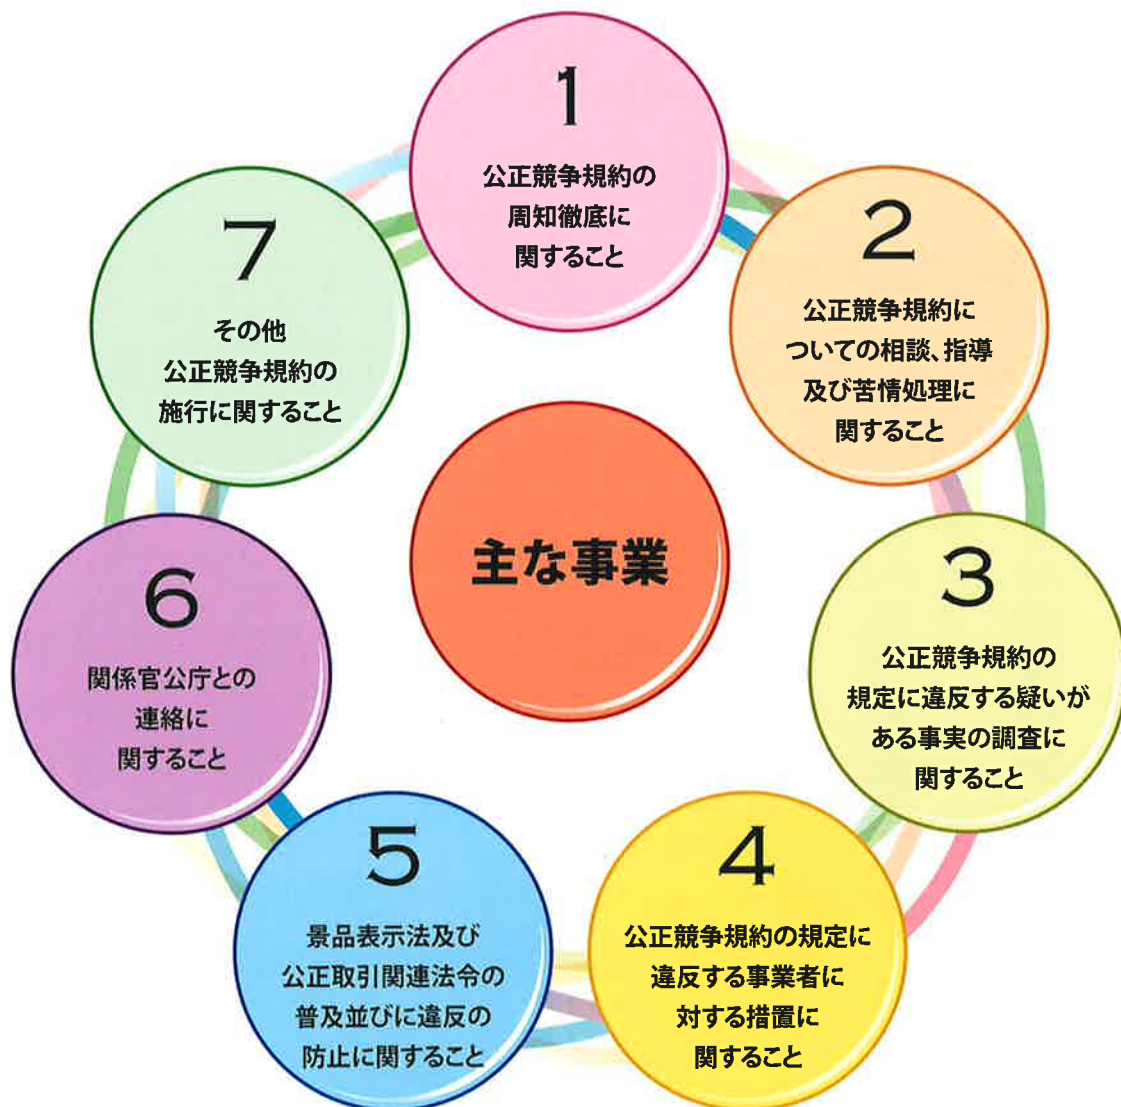 1
公正競争規約の
周知徹底に
関すること
2
公正競争規約に
ついての相談、指導
及び苦情処理に
関すること
3
公正競争規約の
規定に違反する疑いが
ある事実の調査に
関すること
4
公正競争規約の規定に
違反する事業者に
対する措置に
関すること
5
景品表示法及び
公正取引関連法令の
普及並びに違反の
防止に関すること
6
関係官公庁との
連絡に
関すること
7
その他
公正競争規約の
施行に関すること
主な事業